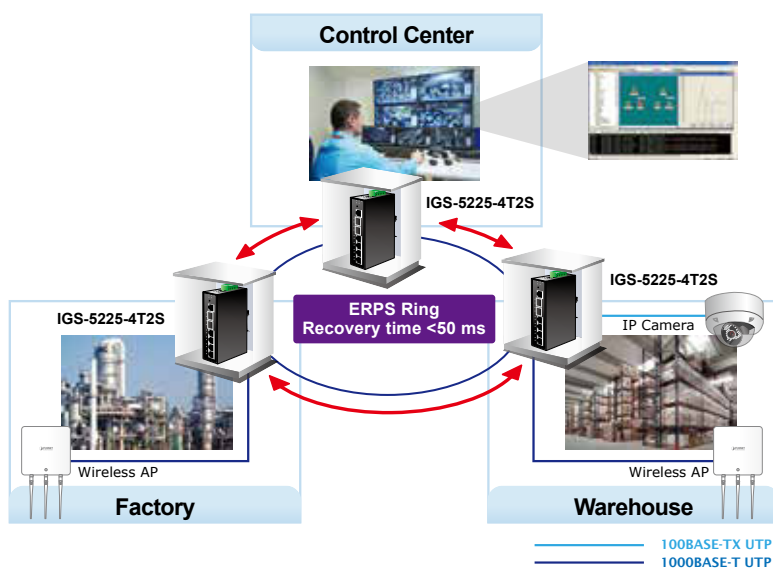 Control Center
IGS-5225-4T2S
IGS-5225-4T2S
IGS-5225-4T2S
ERPS Ring
Recovery time <50 ms
IP Camera
Wireless AP
Wireless AP
Factory
Warehouse
100BASE-TX UTP
1000BASE-T UTP